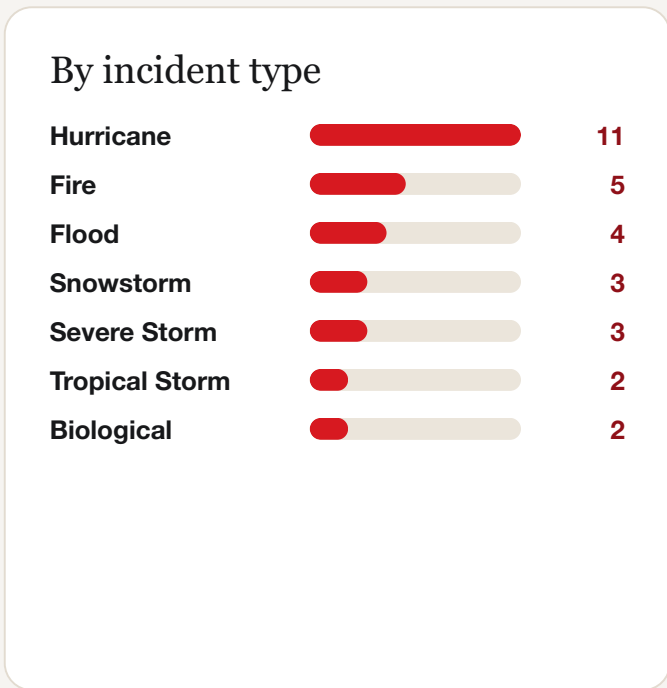 By incident type
Hurricane 11
Fire 5
Flood 4
Snowstorm 3
Severe Storm 3
Tropical Storm 2
Biological 2